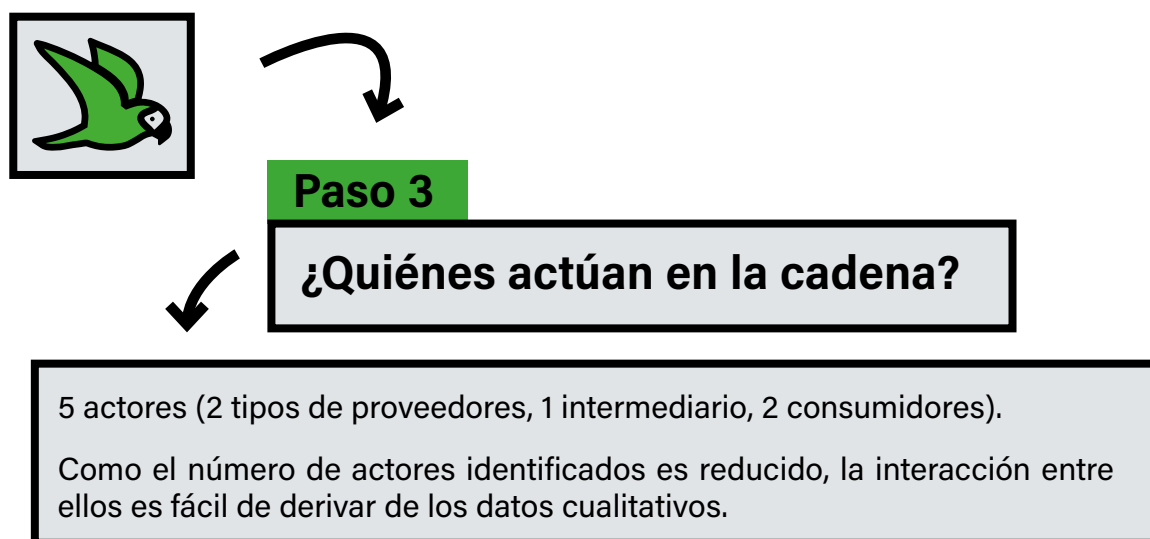 Paso 3
¿Quiénes actúan en la cadena?
5 actores (2 tipos de proveedores, 1 intermediario, 2 consumidores).
Como el número de actores identificados es reducido, la interacción entre
ellos es fácil de derivar de los datos cualitativos.